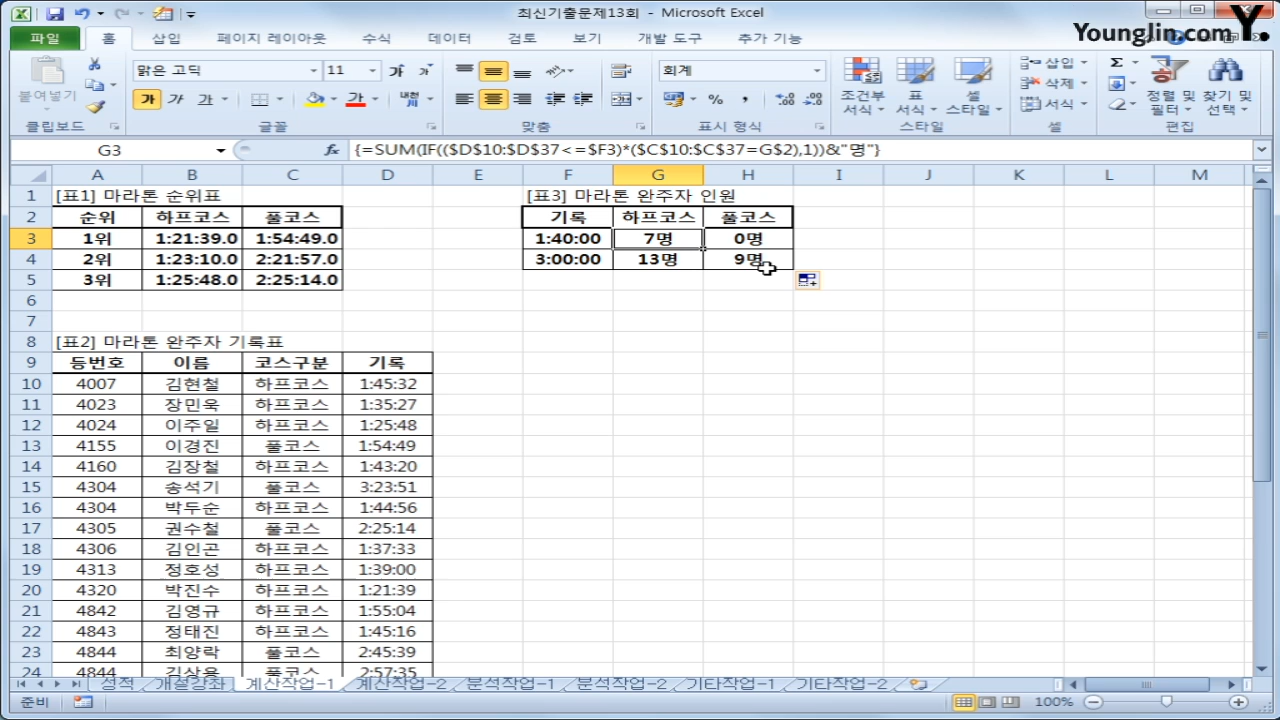 최신기출문제13회 - Microsoft Excel
Younglin.com Y.
파일 홈 삽입 페이지 레이아웃 수식 데이터 검토 보기 개발 도구 추가 기능
맑은 고딕 11 가 가 회계 삽입
붙여넣기 가 가 가 가 내천 % , 조건부 서식 표 서식 셀 스타일 삭제 서식 Σ 정렬 및 필터 찾기 및 선택
클립보드 글꼴 맞춤 표시 형식 스타일 셀 편집
G3 fx {=SUM(IF(($D$10:$D$37<=$F3)*($C$10:$C$37=G$2),1))&"명"}
A B C D E F G H I J K L M
1 [표1] 마라톤 순위표 [표3] 마라톤 완주자 인원
2 순위 하프코스 풀코스 기록 하프코스 풀코스
3 1위 1:21:39.0 1:54:49.0 1:40:00 7명 0명
4 2위 1:23:10.0 2:21:57.0 3:00:00 13명 9명
5 3위 1:25:48.0 2:25:14.0
6
7
8 [표2] 마라톤 완주자 기록표
9 등번호 이름 코스구분 기록
10 4007 김현철 하프코스 1:45:32
11 4023 장민욱 하프코스 1:35:27
12 4024 이주일 하프코스 1:25:48
13 4155 이경진 풀코스 1:54:49
14 4160 김장철 하프코스 1:43:20
15 4304 송석기 풀코스 3:23:51
16 4304 박두순 하프코스 1:44:56
17 4305 권수철 풀코스 2:25:14
18 4306 김인곤 하프코스 1:37:33
19 4313 정호성 하프코스 1:39:00
20 4320 박진수 하프코스 1:21:39
21 4842 김영규 하프코스 1:55:04
22 4843 정태진 하프코스 1:45:16
23 4844 최양락 풀코스 2:45:39
24 4844 김상용 풀코스 2:57:35
성적 개설강좌 계산작업-1 계산작업-2 분석작업-1 분석작업-2 기타작업-1 기타작업-2
준비 100%